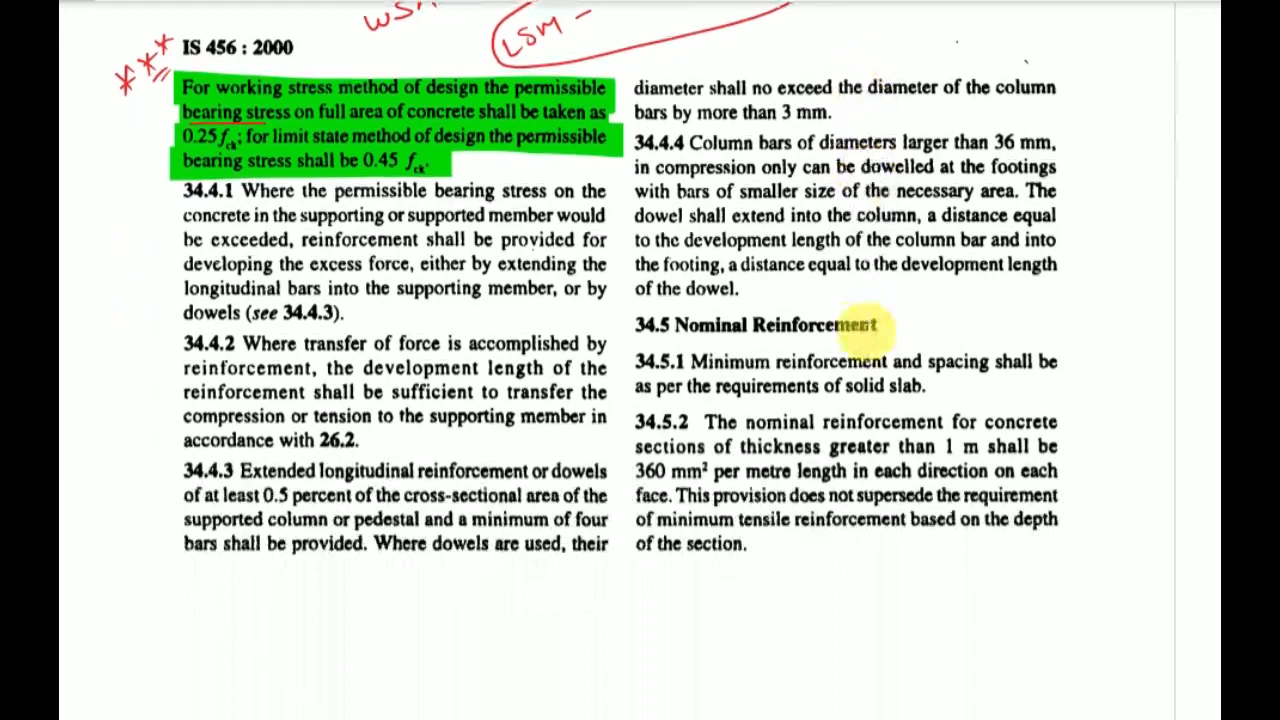 WSM
LSM -
***
IS 456 : 2000
For working stress method of design the permissible
bearing stress on full area of concrete shall be taken as
0.25 fck; for limit state method of design the permissible
bearing stress shall be 0.45 fck.
34.4.1 Where the permissible bearing stress on the
concrete in the supporting or supported member would
be exceeded, reinforcement shall be provided for
developing the excess force, either by extending the
longitudinal bars into the supporting member, or by
dowels (see 34.4.3).
34.4.2 Where transfer of force is accomplished by
reinforcement, the development length of the
reinforcement shall be sufficient to transfer the
compression or tension to the supporting member in
accordance with 26.2.
34.4.3 Extended longitudinal reinforcement or dowels
of at least 0.5 percent of the cross-sectional area of the
supported column or pedestal and a minimum of four
bars shall be provided. Where dowels are used, their
diameter shall no exceed the diameter of the column
bars by more than 3 mm.
34.4.4 Column bars of diameters larger than 36 mm,
in compression only can be dowelled at the footings
with bars of smaller size of the necessary area. The
dowel shall extend into the column, a distance equal
to the development length of the column bar and into
the footing, a distance equal to the development length
of the dowel.
34.5 Nominal Reinforcement
34.5.1 Minimum reinforcement and spacing shall be
as per the requirements of solid slab.
34.5.2 The nominal reinforcement for concrete
sections of thickness greater than 1 m shall be
360 mm² per metre length in each direction on each
face. This provision does not supersede the requirement
of minimum tensile reinforcement based on the depth
of the section.